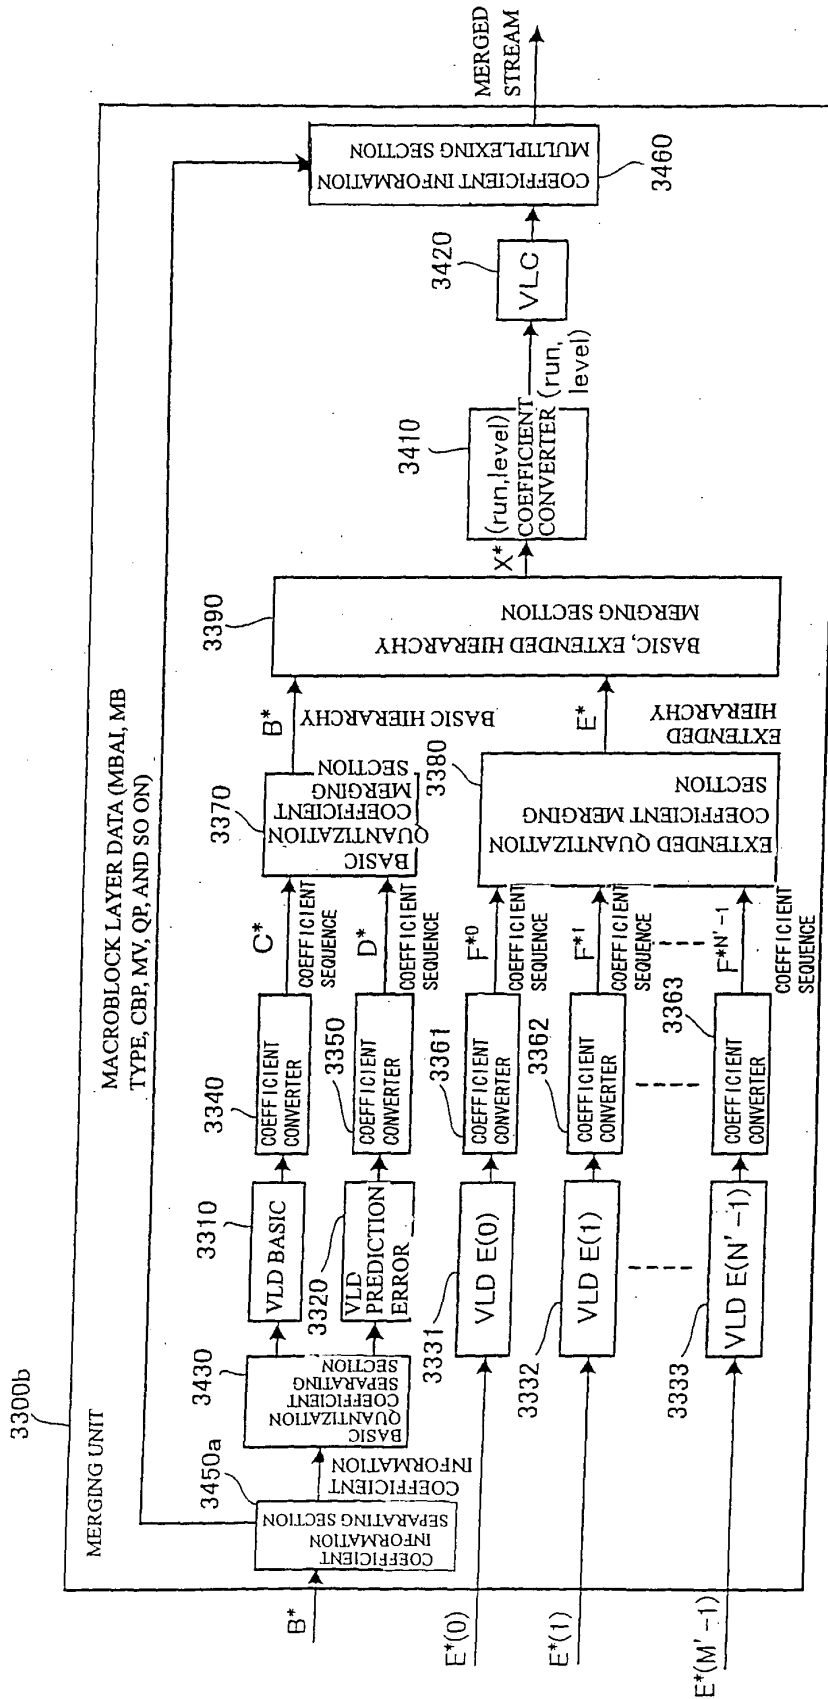 3300b
MERGING UNIT
MACROBLOCK LAYER DATA (MBAI, MB
TYPE, CBP, MV, QP, AND SO ON)
B*
3450a
COEFFICIENT
INFORMATION
SEPARATING SECTION
COEFFICIENT
INFORMATION
3430
BASIC
QUANTIZATION
COEFFICIENT
SEPARATING
SECTION
3310
VLD BASIC
3320
VLD
PREDICTION
ERROR
3340
COEFFICIENT
CONVERTER
3350
COEFFICIENT
CONVERTER
C*
COEFFICIENT
SEQUENCE
D*
COEFFICIENT
SEQUENCE
3370
BASIC
QUANTIZATION
COEFFICIENT
MERGING
SECTION
B*
BASIC HIERARCHY
E*(0)
3331
VLD E(0)
3361
COEFFICIENT
CONVERTER
F*0
COEFFICIENT
SEQUENCE
E*(1)
3332
VLD E(1)
3362
COEFFICIENT
CONVERTER
F*1
COEFFICIENT
SEQUENCE
E*(M'-1)
3333
VLD E(N'-1)
3363
COEFFICIENT
CONVERTER
F*N'-1
COEFFICIENT
SEQUENCE
3380
EXTENDED QUANTIZATION
COEFFICIENT MERGING
SECTION
E*
EXTENDED
HIERARCHY
3390
BASIC, EXTENDED HIERARCHY
MERGING SECTION
X*
3410
(run,level)
COEFFICIENT
CONVERTER
(run,
level)
3420
VLC
3460
COEFFICIENT INFORMATION
MULTIPLEXING SECTION
MERGED
STREAM